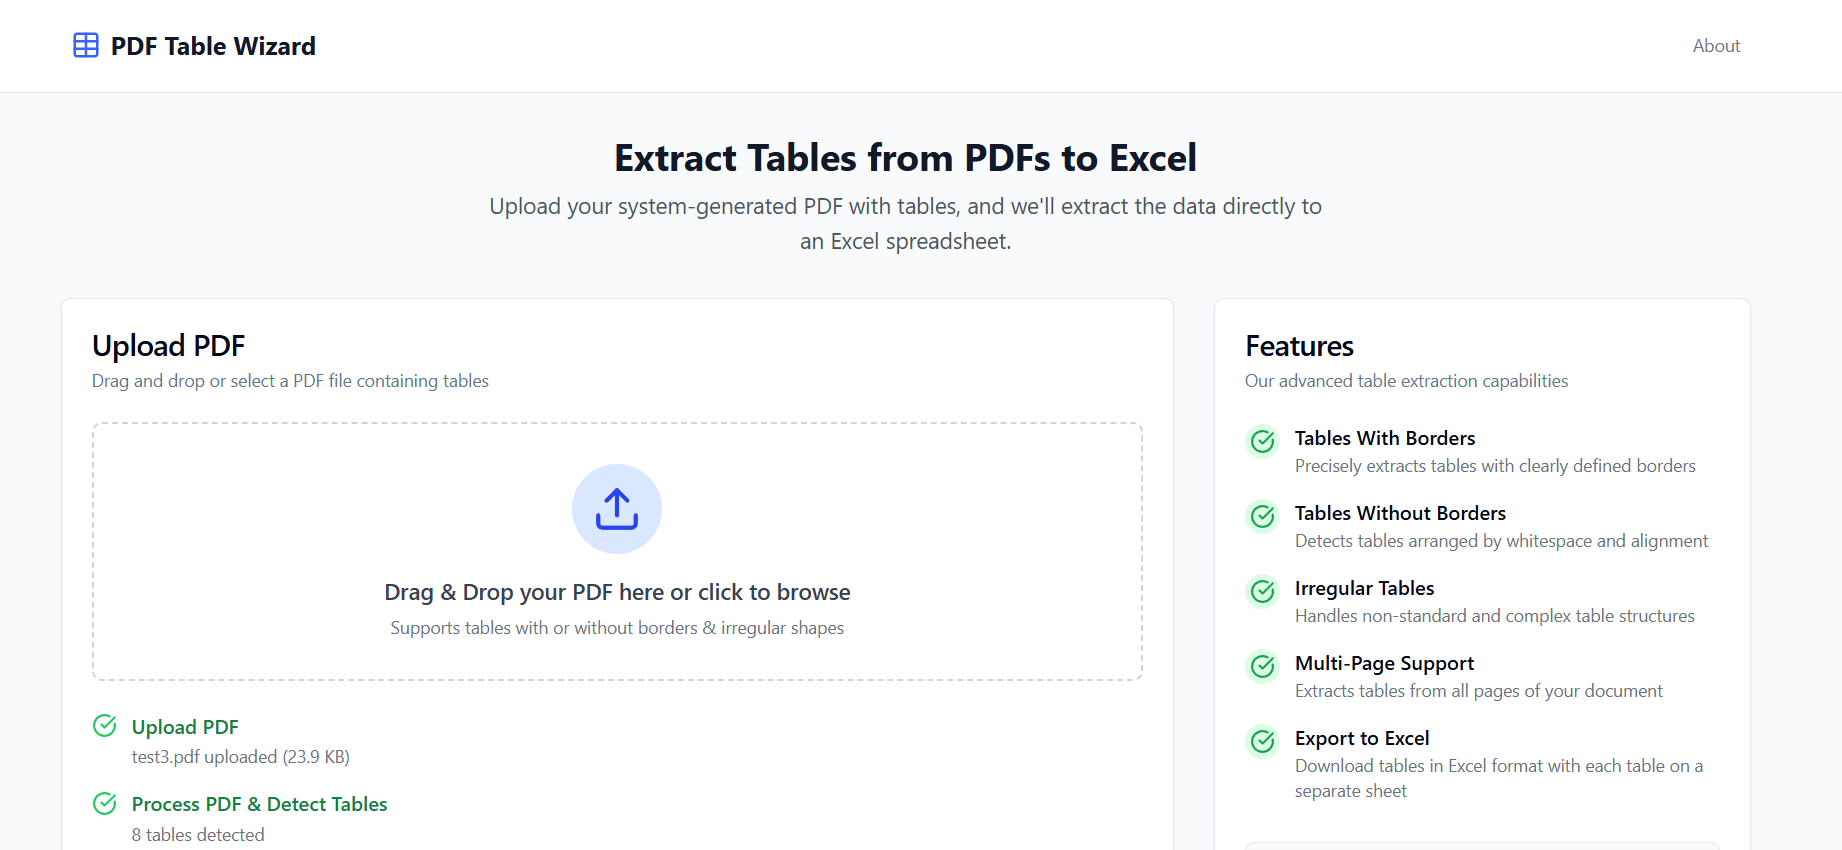 PDF Table Wizard
About
Extract Tables from PDFs to Excel
Upload your system-generated PDF with tables, and we'll extract the data directly to
an Excel spreadsheet.
Upload PDF
Drag and drop or select a PDF file containing tables
Drag & Drop your PDF here or click to browse
Supports tables with or without borders & irregular shapes
Upload PDF
test3.pdf uploaded (23.9 KB)
Process PDF & Detect Tables
8 tables detected
Features
Our advanced table extraction capabilities
Tables With Borders
Precisely extracts tables with clearly defined borders
Tables Without Borders
Detects tables arranged by whitespace and alignment
Irregular Tables
Handles non-standard and complex table structures
Multi-Page Support
Extracts tables from all pages of your document
Export to Excel
Download tables in Excel format with each table on a
separate sheet